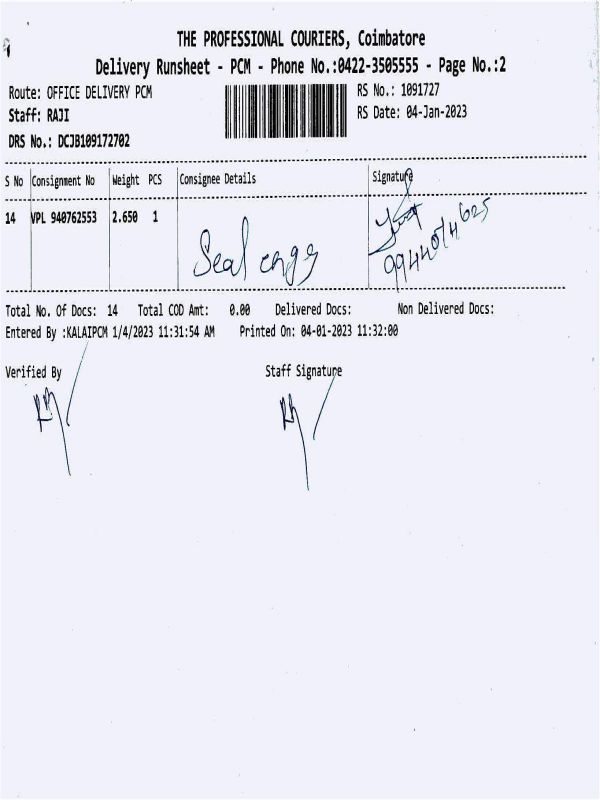 THE PROFESSIONAL COURIERS, Coimbatore
Delivery Runsheet - PCM - Phone No.:0422-3505555 - Page No.:2
Route: OFFICE DELIVERY PCM
RS No.: 1091727
Staff: RAJI
RS Date: 04-Jan-2023
DRS No.: DCJB109172702
S No Consignment No Weight PCS Consignee Details Signature
14 VPL 940762553 2.650 1
Seal engg
Total No. Of Docs: 14 Total COD Amt: 0.00 Delivered Docs: Non Delivered Docs:
Entered By :KALAIPCM 1/4/2023 11:31:54 AM Printed On: 04-01-2023 11:32:00
Verified By Staff Signature